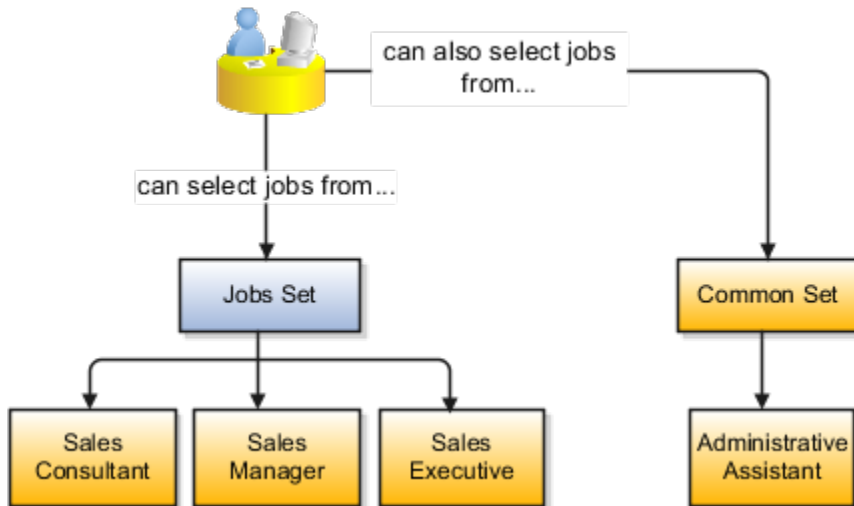 can also select jobs
from...
can select jobs from...
Jobs Set
Common Set
Sales
Consultant
Sales
Manager
Sales
Executive
Administrative
Assistant